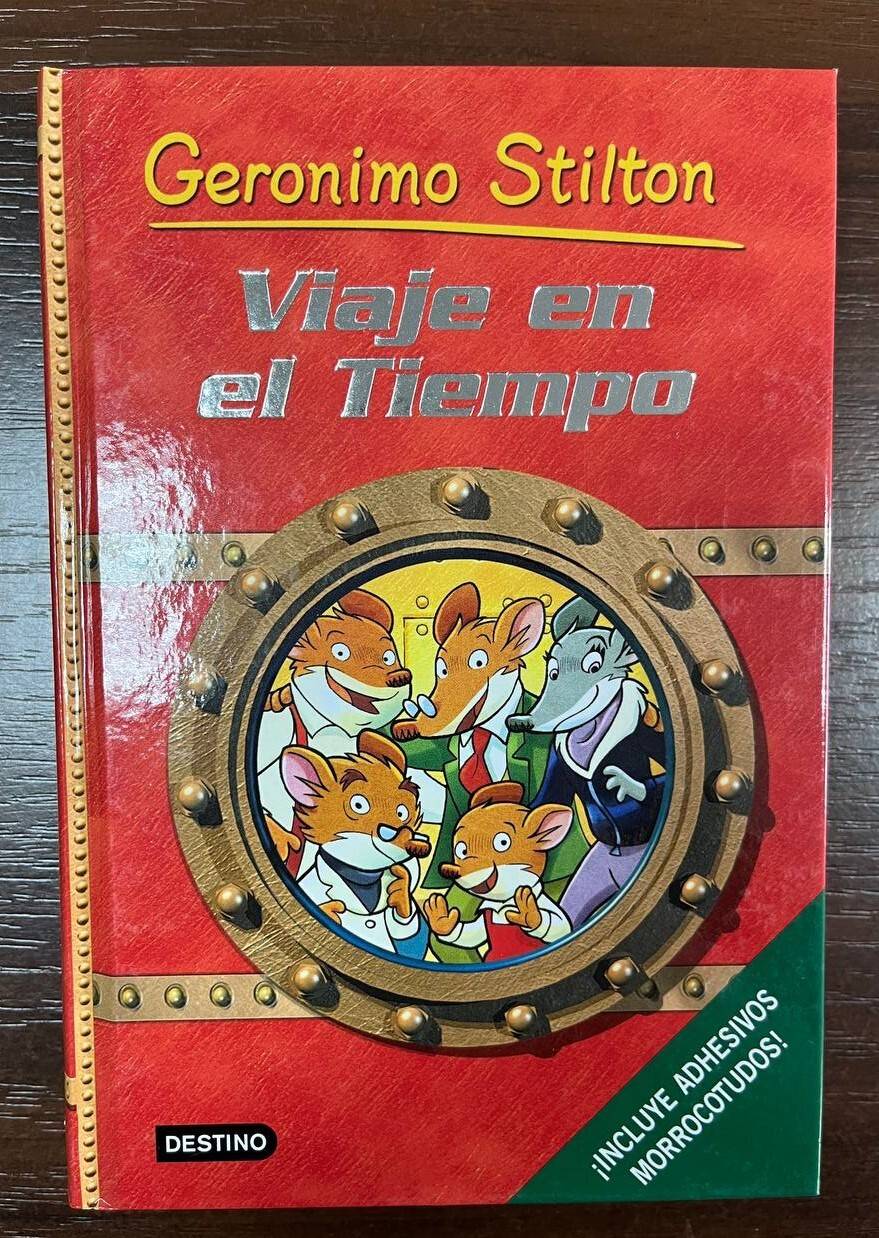 Geronimo Stilton
Viaje en
el Tiempo
¡INCLUYE ADHESIVOS
MORROCOTUDOS!
DESTINO